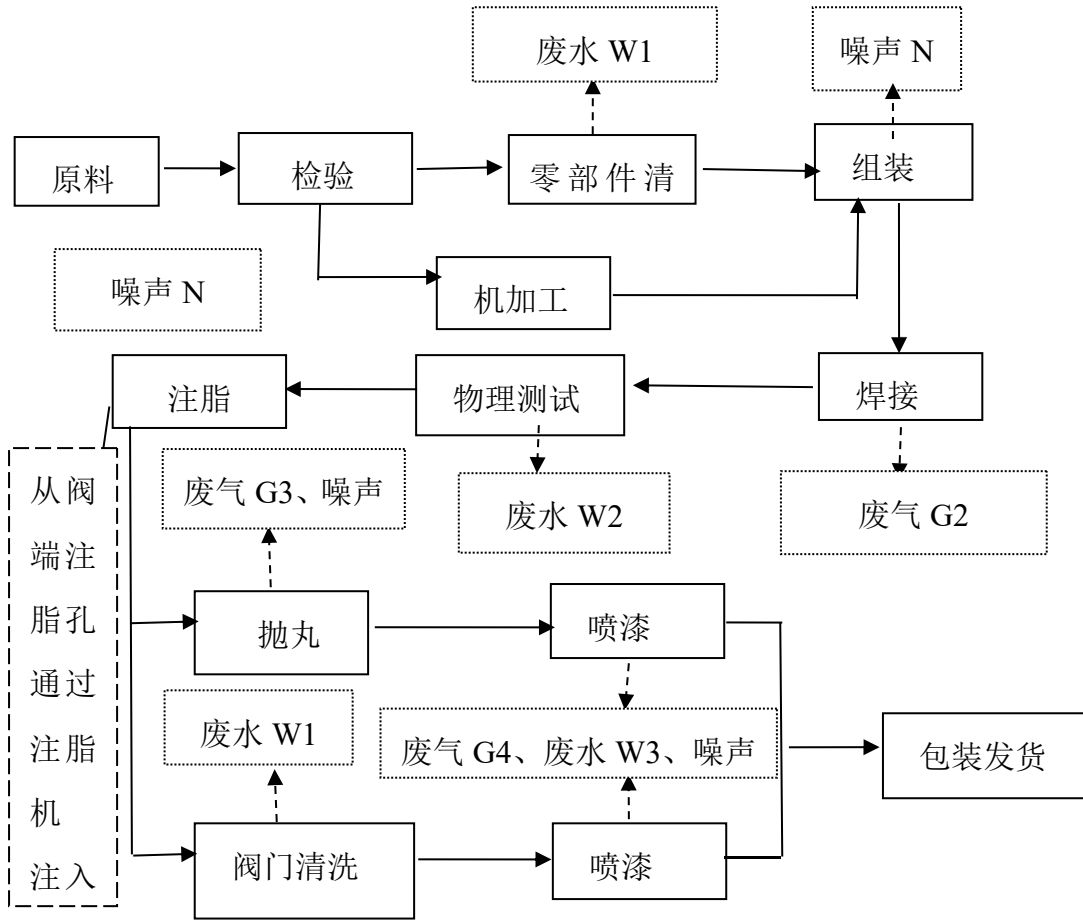 废水 W1
噪声 N
原料
检验
零部件清
组装
噪声 N
机加工
注脂
物理测试
焊接
从阀
端注
脂孔
通过
注脂
机
注入
废气 G3、噪声
废水 W2
废气 G2
抛丸
喷漆
废水 W1
废气 G4、废水 W3、噪声
包装发货
阀门清洗
喷漆